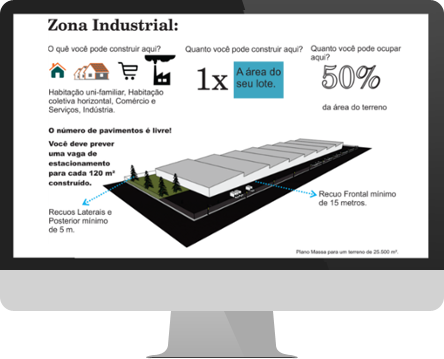 Zona Industrial:
O quê você pode construir aqui?
Quanto você pode construir aqui?
Quanto você pode ocupar
aqui?
1x
A área do
seu lote.
50%
Habitação uni-familiar, Habitação
coletiva horizontal, Comércio e
Serviços, Indústria.
da área do terreno
O número de pavimentos é livre!
Você deve prever
uma vaga de
estacionamento
para cada 120 m²
construído.
Recuo Frontal mínimo
de 15 metros.
Recuos Laterais e
Posterior mínimo
de 5 m.
Plano Massa para um terreno de 25.500 m².